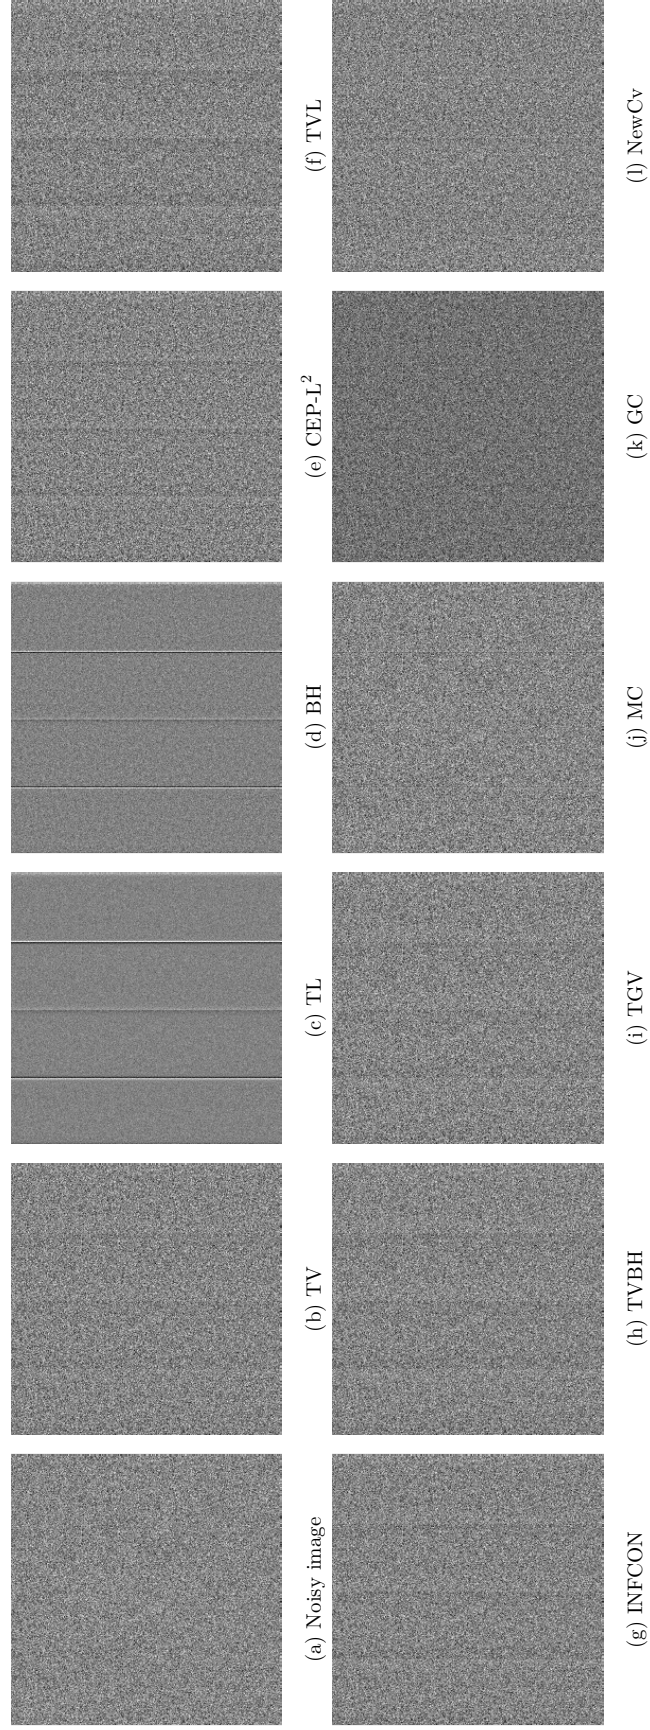 (a) Noisy image
(b) TV
(c) TL
(d) BH
(e) CEP-L²
(f) TVL
(g) INFCON
(h) TVBH
(i) TGV
(j) MC
(k) GC
(l) NewCv